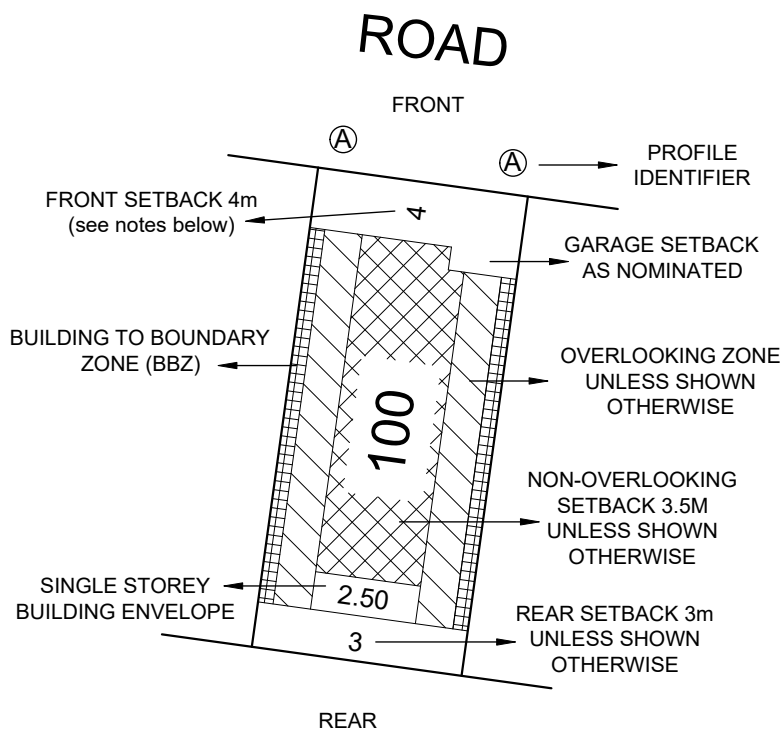 ROAD
FRONT
A
A
PROFILE
IDENTIFIER
FRONT SETBACK 4m
(see notes below)
4
GARAGE SETBACK
AS NOMINATED
BUILDING TO BOUNDARY
ZONE (BBZ)
OVERLOOKING ZONE
UNLESS SHOWN
OTHERWISE
100
NON-OVERLOOKING
SETBACK 3.5M
UNLESS SHOWN
OTHERWISE
SINGLE STOREY
BUILDING ENVELOPE
2.50
REAR SETBACK 3m
UNLESS SHOWN
OTHERWISE
3
REAR